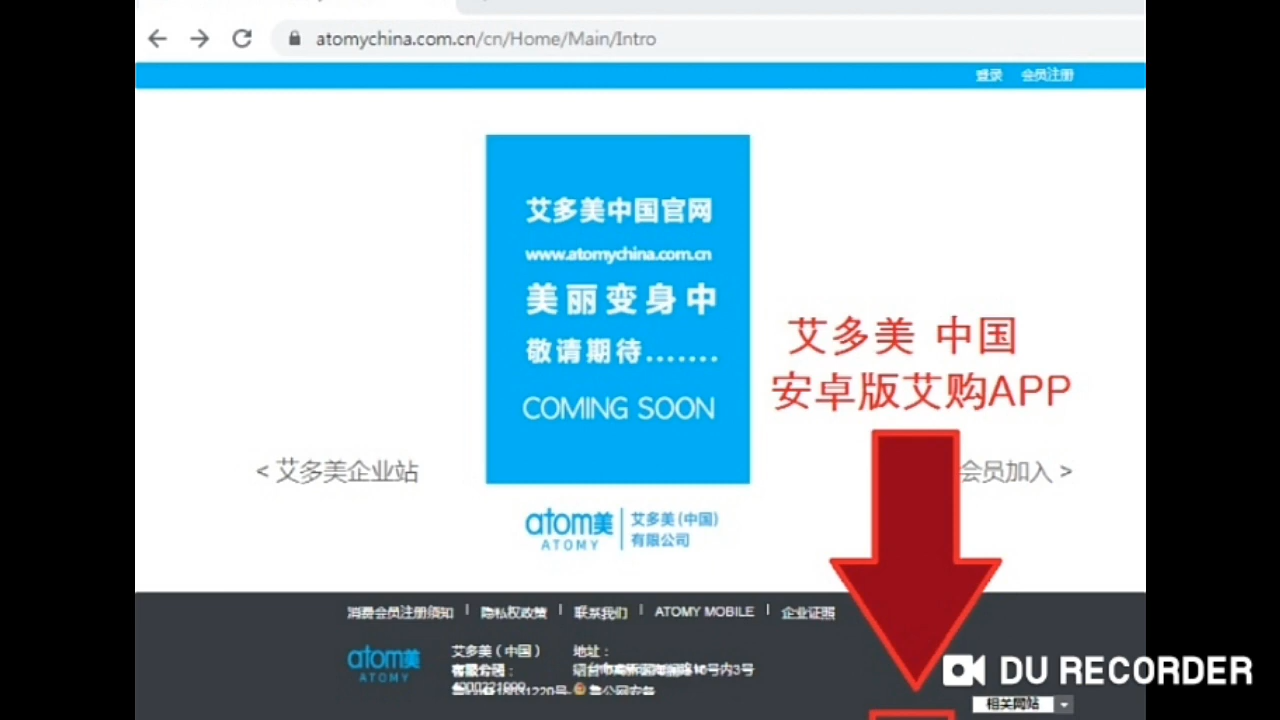 atomychina.com.cn/cn/Home/Main/Intro
登录 会员注册
艾多美中国官网
www.atomychina.com.cn
美丽变身中
敬请期待.......
COMING SOON
艾多美 中国
安卓版艾购APP
< 艾多美企业站
会员加入 >
atom美
ATOMY
艾多美(中国)
有限公司
消费会员注册须知 | 隐私权政策 | 联系我们 | ATOMY MOBILE | 企业证照
atom美
ATOMY
艾多美(中国)
地址:
号内3号
DU RECORDER
相关网站